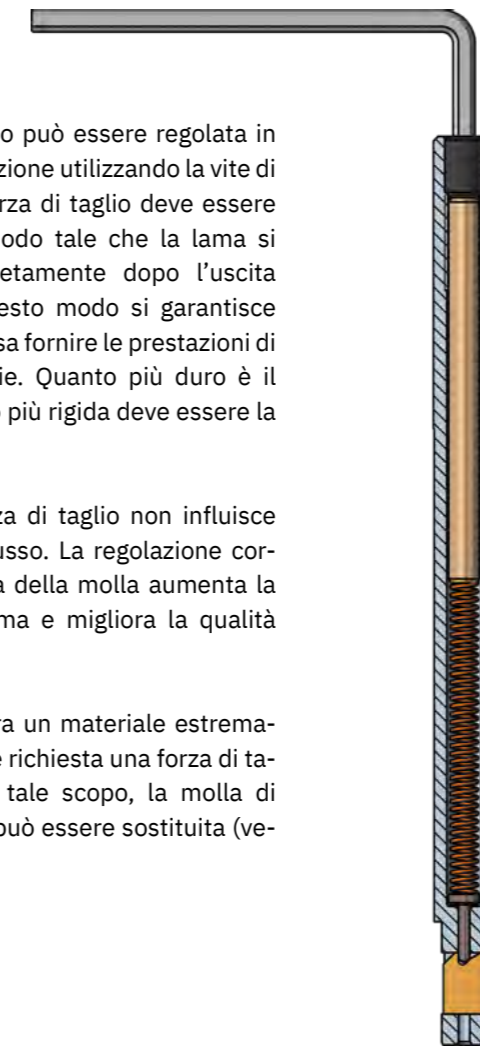 o può essere regolata in
zione utilizzando la vite di
rza di taglio deve essere
odo tale che la lama si
etamente dopo l'uscita
esto modo si garantisce
sa fornire le prestazioni di
ie. Quanto più duro è il
o più rigida deve essere la
za di taglio non influisce
usso. La regolazione cor-
a della molla aumenta la
ma e migliora la qualità
ra un materiale estrema-
e richiesta una forza di ta-
tale scopo, la molla di
può essere sostituita (ve-